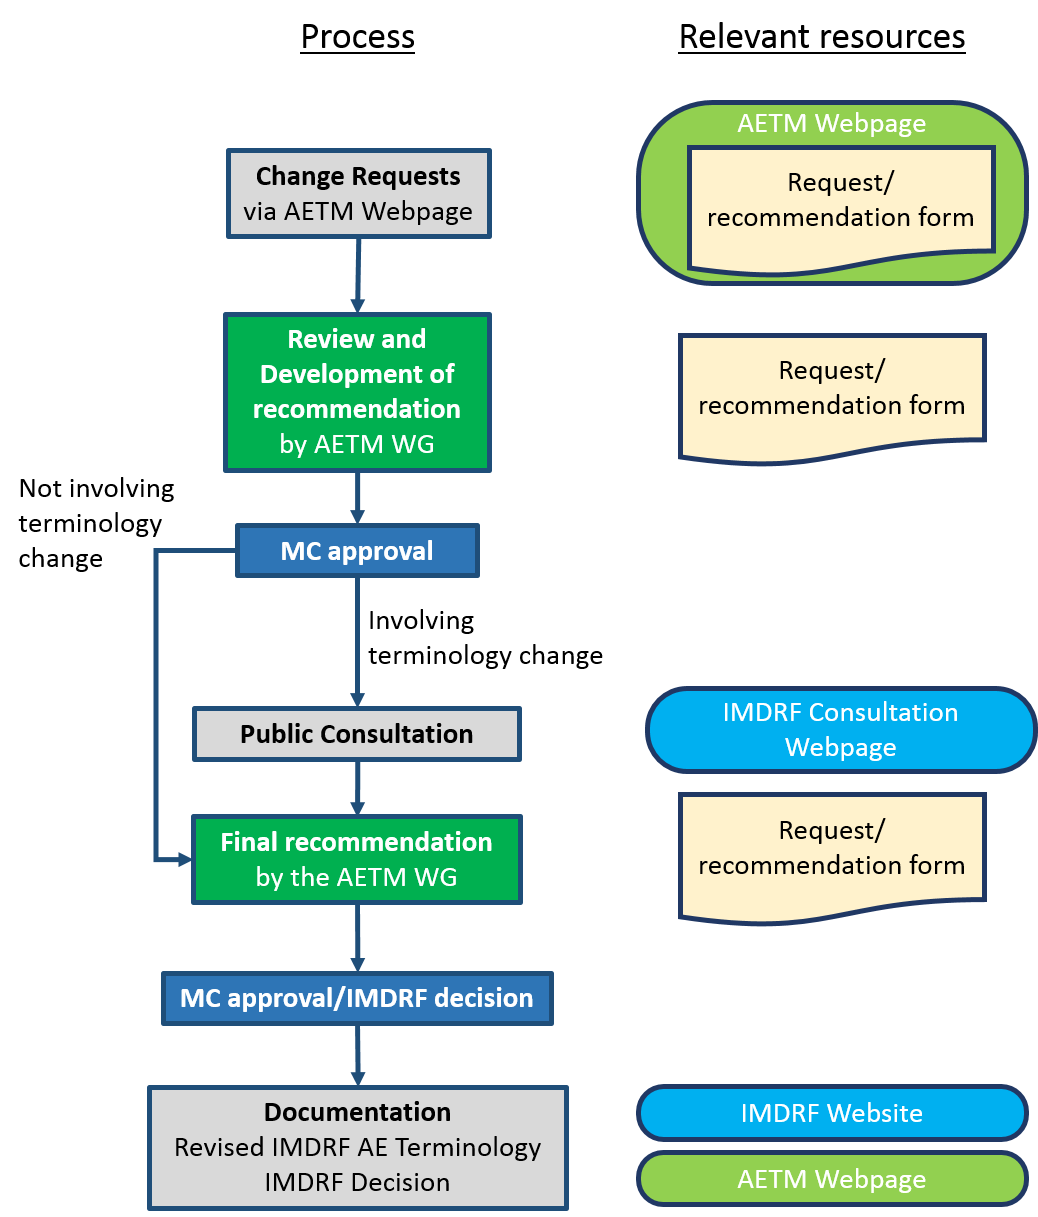 Process
Relevant resources
Change Requests
via AETM Webpage
AETM Webpage
Request/
recommendation form
Review and
Development of
recommendation
by AETM WG
Request/
recommendation form
Not involving
terminology
change
MC approval
Involving
terminology change
Public Consultation
IMDRF Consultation
Webpage
Final recommendation
by the AETM WG
Request/
recommendation form
MC approval/IMDRF decision
Documentation
Revised IMDRF AE Terminology
IMDRF Decision
IMDRF Website
AETM Webpage